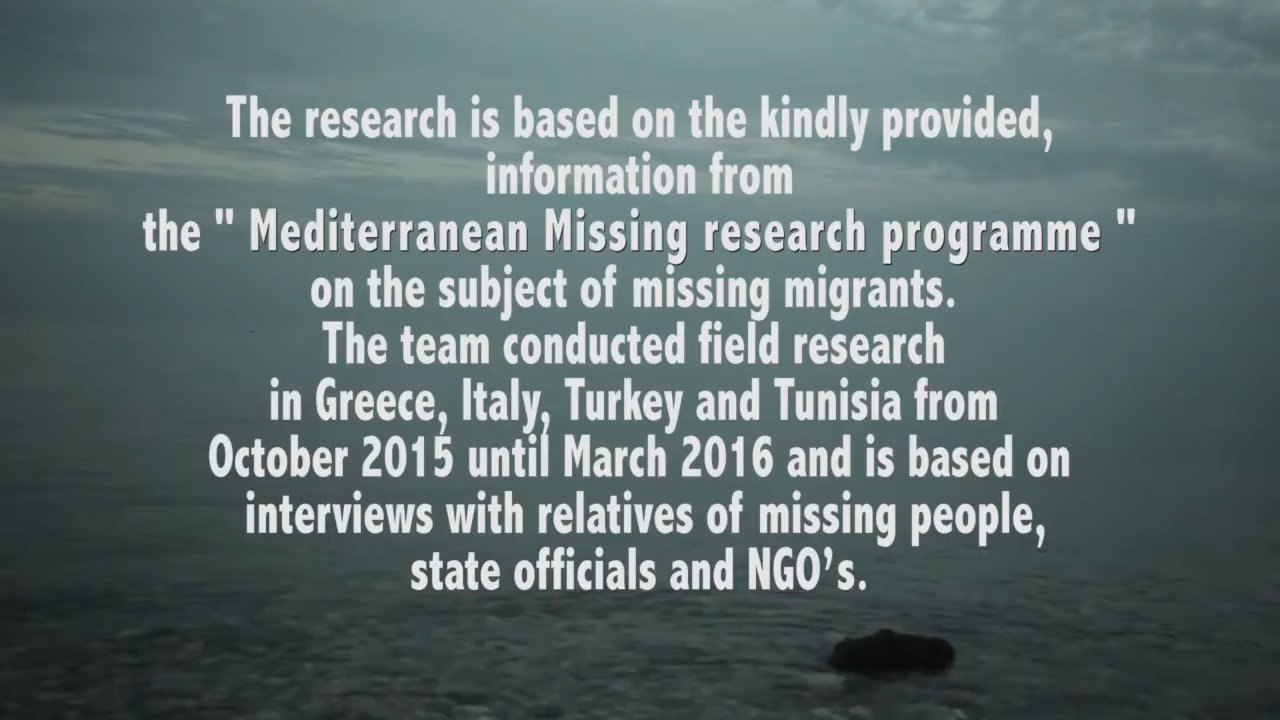 The research is based on the kindly provided,
information from
the " Mediterranean Missing research programme "
on the subject of missing migrants.
The team conducted field research
in Greece, Italy, Turkey and Tunisia from
October 2015 until March 2016 and is based on
interviews with relatives of missing people,
state officials and NGO’s.